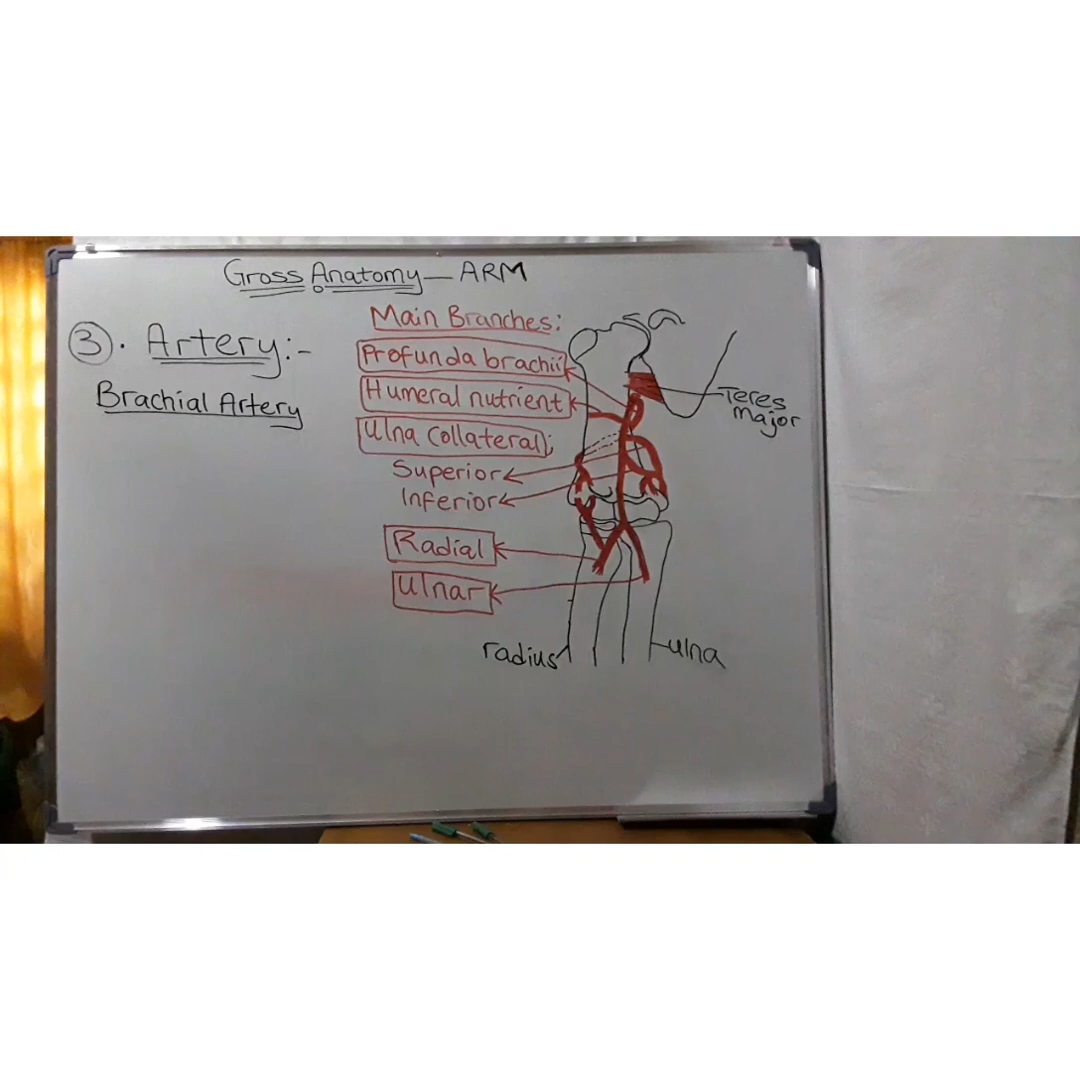 Gross Anatomy — ARM
3. Artery:-
Brachial Artery
Main Branches:
Profunda brachii
Humeral nutrient
Ulna Collateral;
Superior
Inferior
Radial
Ulnar
Teres
major
radius
ulna